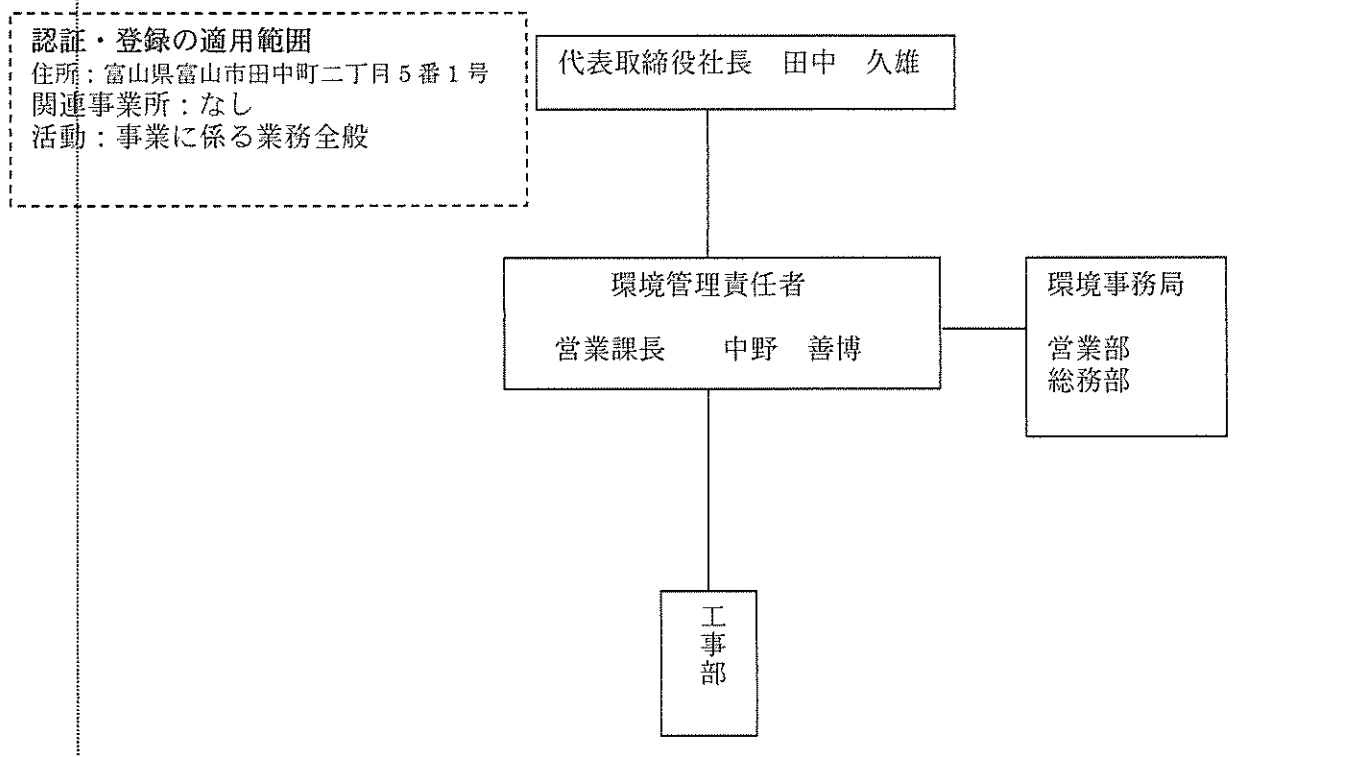 認証・登録の適用範囲
住所：富山県富山市田中町二丁目５番１号
関連事業所：なし
活動：事業に係る業務全般
代表取締役社長　田中　久雄
環境管理責任者
営業課長　　中野　善博
環境事務局
営業部
総務部
工事部